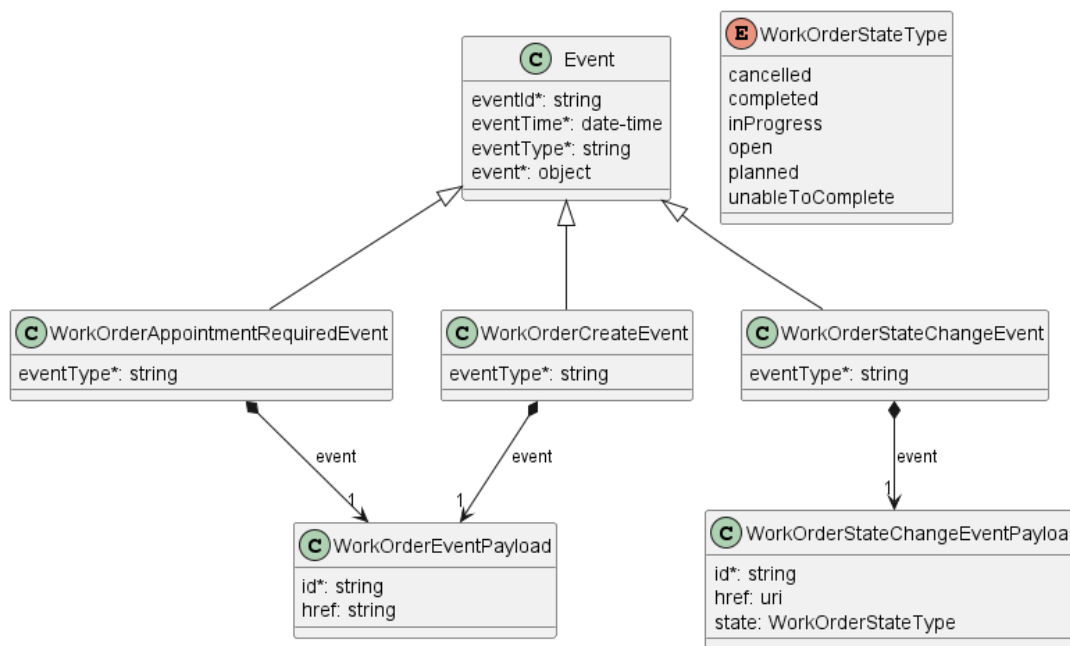 C Event
eventId*: string
eventTime*: date-time
eventType*: string
event*: object
E WorkOrderStateType
cancelled
completed
inProgress
open
planned
unableToComplete
C WorkOrderAppointmentRequiredEvent
eventType*: string
C WorkOrderCreateEvent
eventType*: string
C WorkOrderStateChangeEvent
eventType*: string
event
1
event
1
event
1
C WorkOrderEventPayload
id*: string
href: string
C WorkOrderStateChangeEventPayloa
id*: string
href: uri
state: WorkOrderStateType